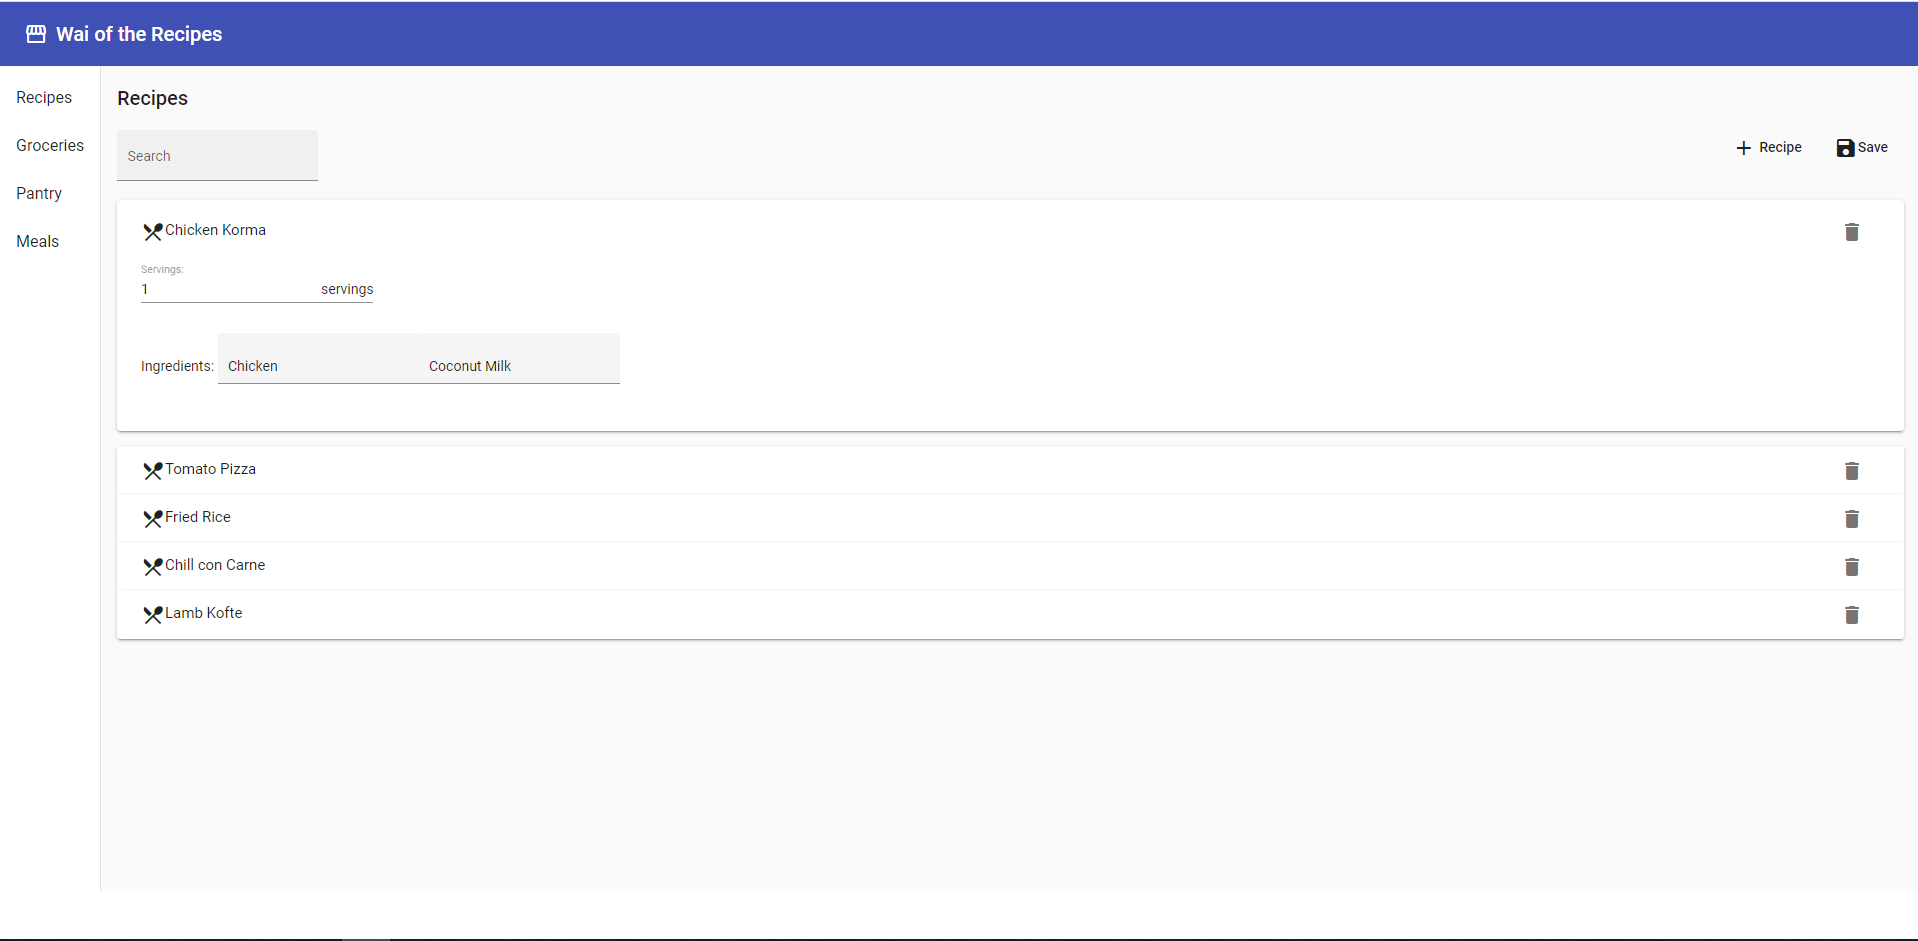 Wai of the Recipes
Recipes
Groceries
Pantry
Meals
Recipes
Search
Recipe Save
Chicken Korma
Servings:
1 servings
Ingredients: Chicken Coconut Milk
Tomato Pizza
Fried Rice
Chill con Carne
Lamb Kofte